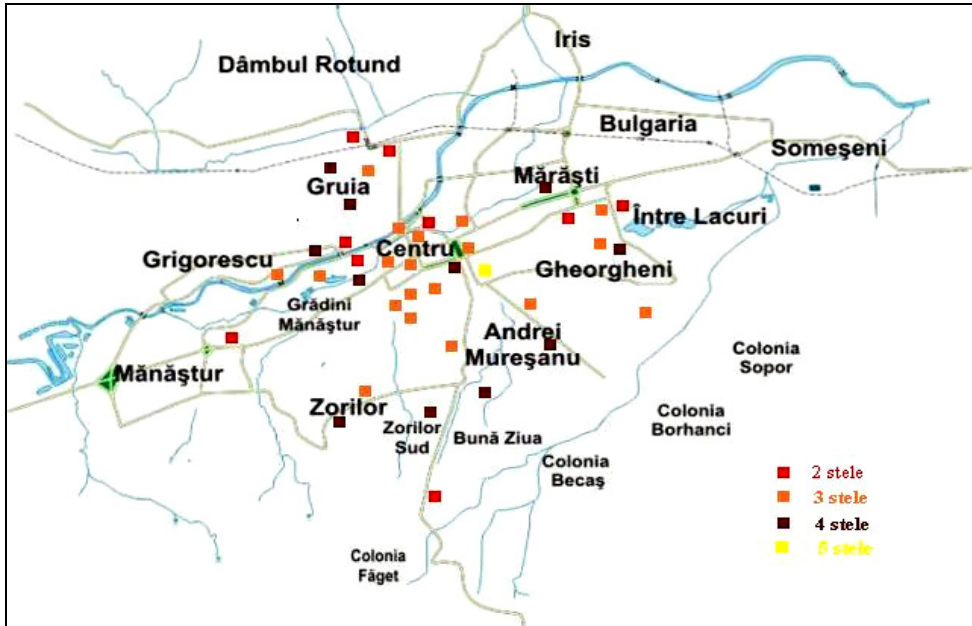 Iris
Dâmbul Rotund
Bulgaria
Someşeni
Mărăşti
Gruia
Între Lacuri
Centru
Grigorescu
Gheorgheni
Grădini
Mănăştur
Andrei
Mureşanu
Colonia
Sopor
Mănăştur
Zorilor
Colonia
Borhanci
Zorilor
Sud
Bună Ziua
Colonia
Becaş
2 stele
3 stele
4 stele
5 stele
Colonia
Făget